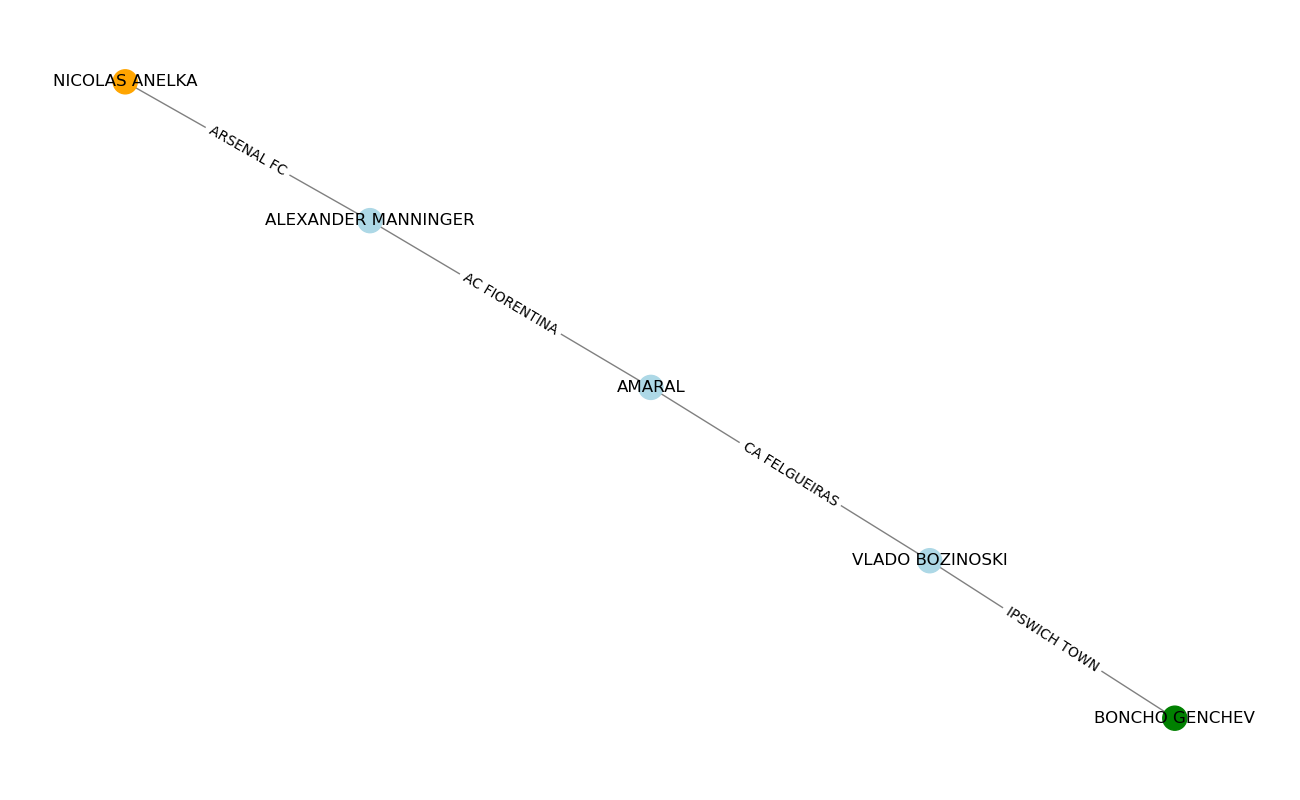 NICOLAS ANELKA
ARSENAL FC
ALEXANDER MANNINGER
AC FIORENTINA
AMARAL
CA FELGUEIRAS
VLADO BOZINOSKI
IPSWICH TOWN
BONCHO GENCHEV